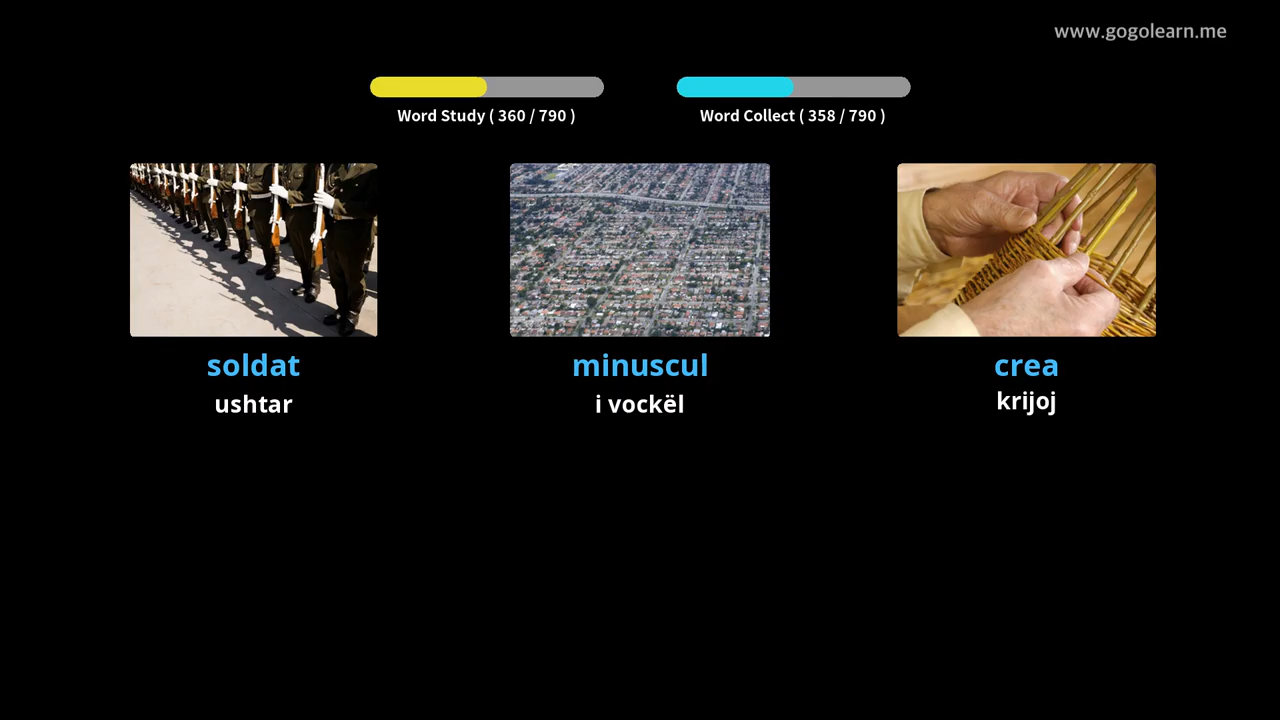 www.gogolearn.me
Word Study ( 360 / 790 )
Word Collect ( 358 / 790 )
soldat
ushtar
minuscul
i vockël
crea
krijoj